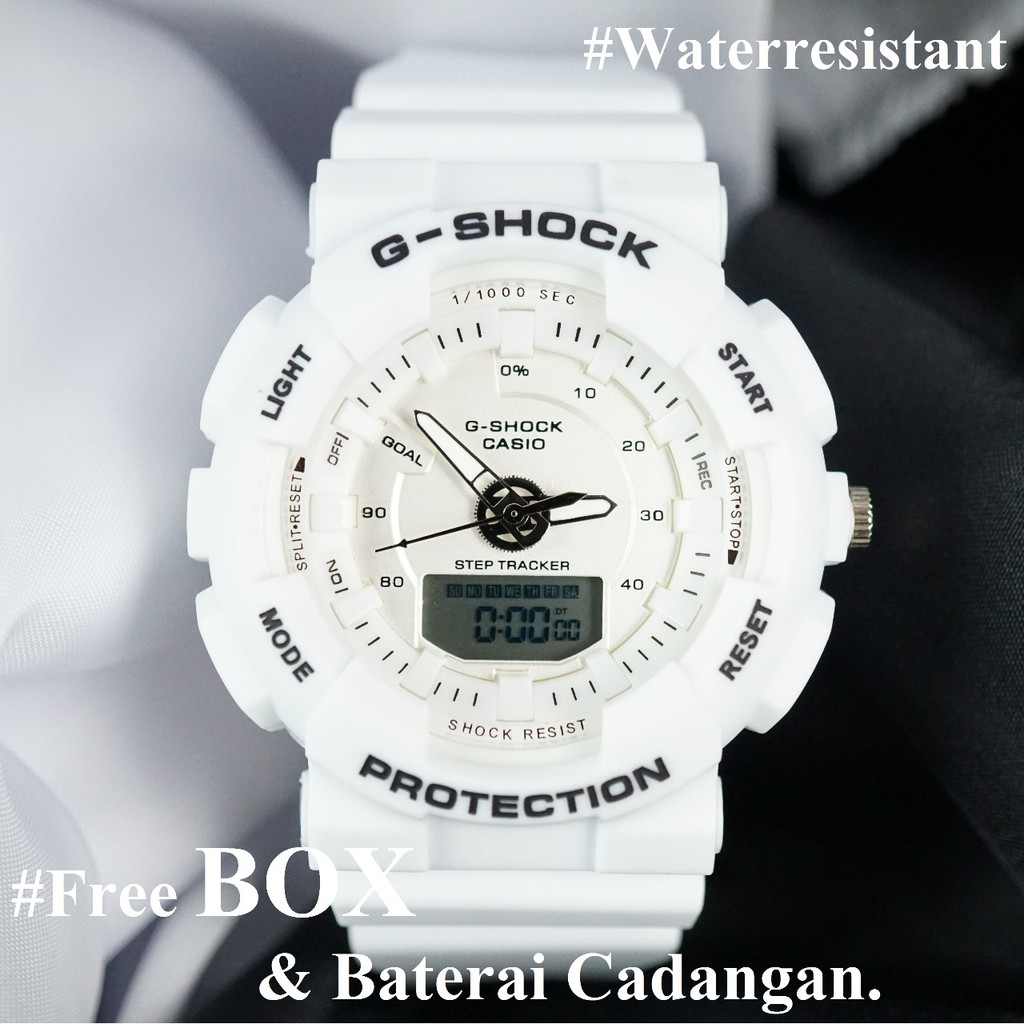 #Waterresistant
G-SHOCK
1/1000 SEC
LIGHT
START
0%
10
G-SHOCK
CASIO
20
OFF
GOAL
REC
SPLIT•RESET
START•STOP
90
30
STEP TRACKER
ON
80
40
SU MO TU WE TH FR SA
DT
0:00 00
MODE
RESET
SHOCK RESIST
PROTECTION
#Free BOX
& Baterai Cadangan.